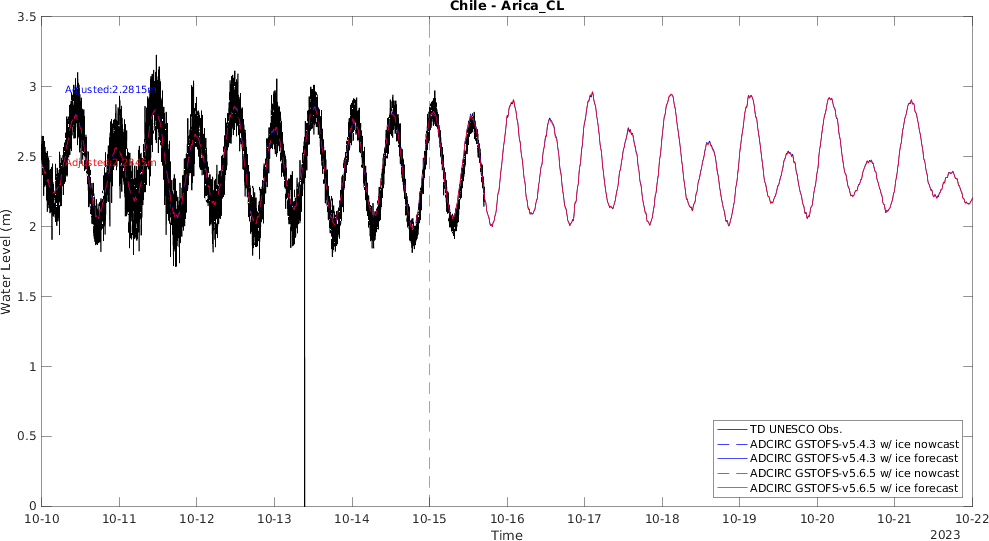 Chile - Arica_CL
3.5
3
2.5
2
1.5
1
0.5
0
Water Level (m)
Adjusted:2.2815m
10-10
10-11
10-12
10-13
10-14
10-15
10-16
10-17
10-18
10-19
10-20
10-21
10-22
Time
2023
TD UNESCO Obs.
ADCIRC GSTOFS-v5.4.3 w/ ice nowcast
ADCIRC GSTOFS-v5.4.3 w/ ice forecast
ADCIRC GSTOFS-v5.6.5 w/ ice nowcast
ADCIRC GSTOFS-v5.6.5 w/ ice forecast